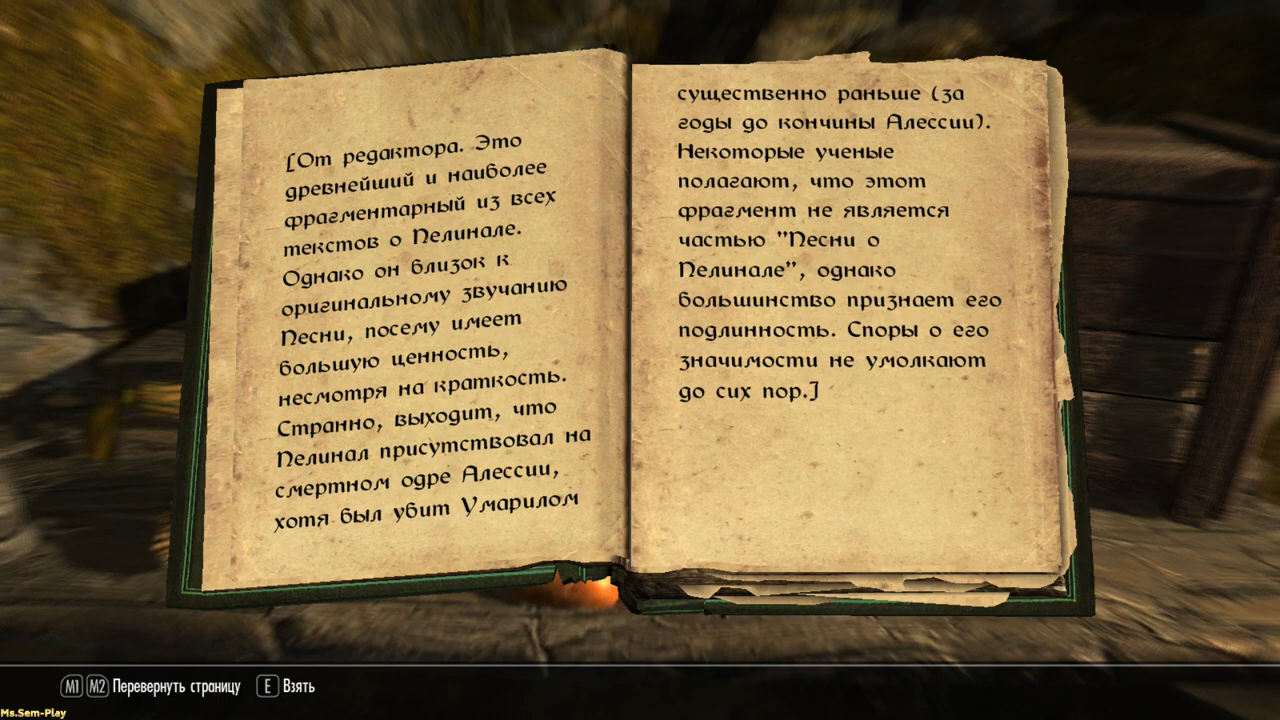 [От редактора. Это
древнейший и наиболее
фрагментарный из всех
текстов о Пелинале.
Однако он близок к
оригинальному звучанию
Песни, посему имеет
большую ценность,
несмотря на краткость.
Странно, выходит, что
Пелинал присутствовал на
смертном одре Алессии,
хотя был убит Умарилом
существенно раньше (за
годы до кончины Алессии).
Некоторые ученые
полагают, что этот
фрагмент не является
частью "Песни о
Пелинале", однако
большинство признает его
подлинность. Споры о его
значимости не умолкают
до сих пор.]
M1 M2 Перевернуть страницу E Взять
Ms.Sem-Play